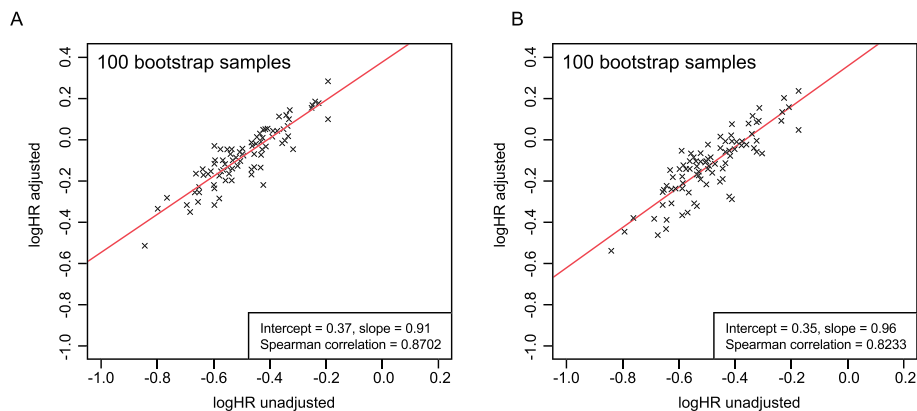 A
100 bootstrap samples
logHR adjusted
0.4
0.2
0.0
-0.2
-0.4
-0.6
-0.8
-1.0
Intercept = 0.37, slope = 0.91
Spearman correlation = 0.8702
-1.0 -0.8 -0.6 -0.4 -0.2 0.0 0.2
logHR unadjusted
B
100 bootstrap samples
logHR adjusted
0.4
0.2
0.0
-0.2
-0.4
-0.6
-0.8
-1.0
Intercept = 0.35, slope = 0.96
Spearman correlation = 0.8233
-1.0 -0.8 -0.6 -0.4 -0.2 0.0 0.2
logHR unadjusted